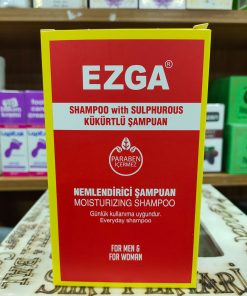 EZGA®
SHAMPOO with SULPHUROUS
KÜKÜRTLÜ ŞAMPUAN
PARABEN
İÇERMEZ
NEMLENDİRİCİ ŞAMPUAN
MOISTURIZING SHAMPOO
Günlük kullanıma uygundur.
Everyday shampoo
FOR MEN &
FOR WOMAN